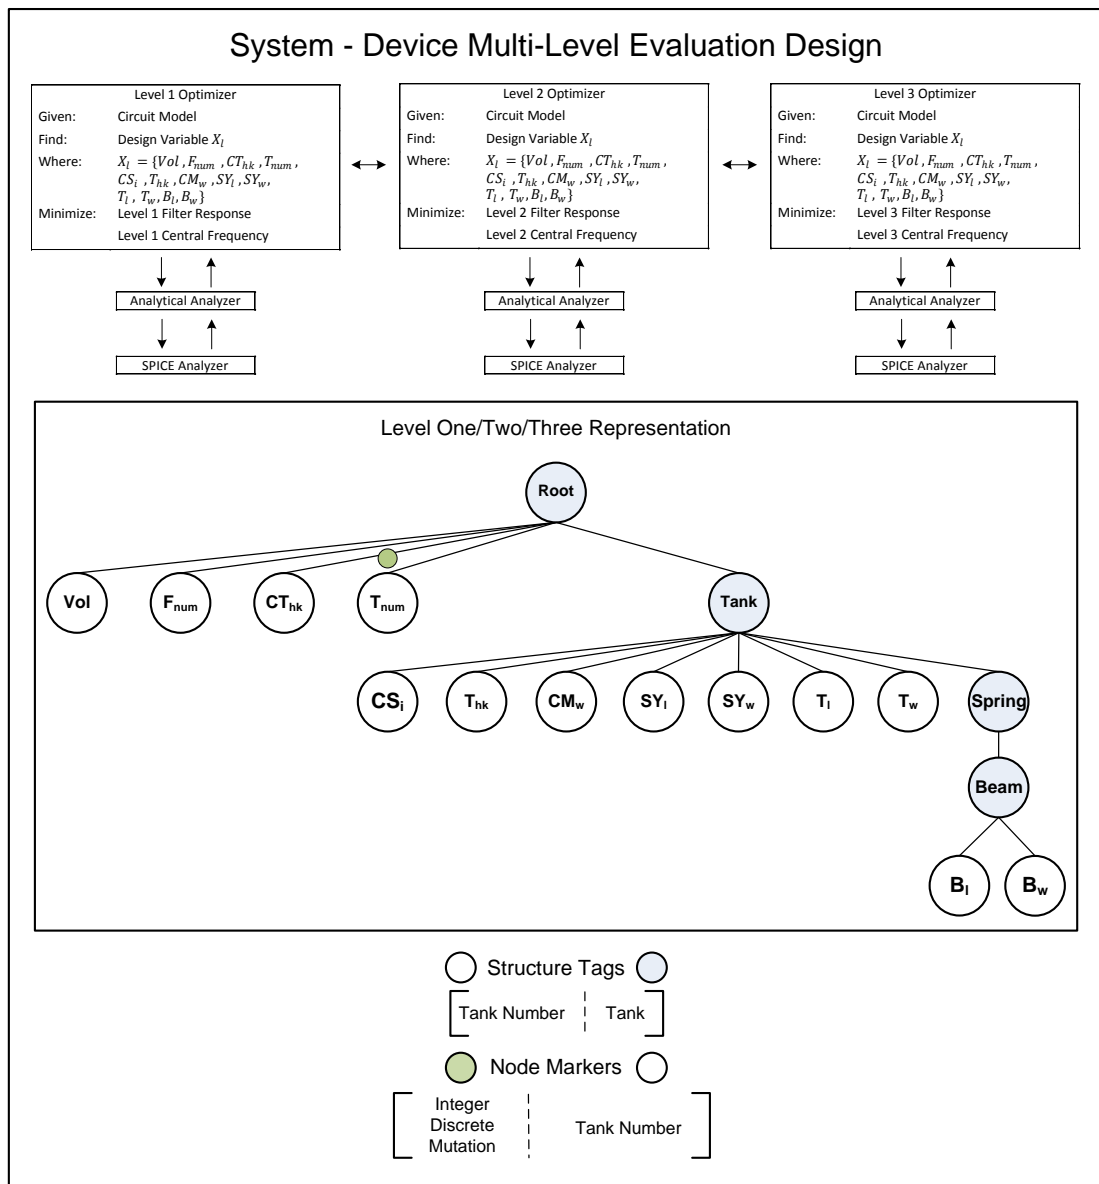 System - Device Multi-Level Evaluation Design
Level 1 Optimizer
Given: Circuit Model
Find: Design Variable X_l
Where: X_l = {Vol , F_num , CT_hk , T_num ,
CS_i , T_hk , CM_w , SY_l , SY_w,
T_l , T_w, B_l, B_w}
Minimize: Level 1 Filter Response
Level 1 Central Frequency
Analytical Analyzer
SPICE Analyzer
Level 2 Optimizer
Given: Circuit Model
Find: Design Variable X_l
Where: X_l = {Vol , F_num , CT_hk , T_num ,
CS_i , T_hk , CM_w , SY_l , SY_w,
T_l , T_w, B_l, B_w}
Minimize: Level 2 Filter Response
Level 2 Central Frequency
Analytical Analyzer
SPICE Analyzer
Level 3 Optimizer
Given: Circuit Model
Find: Design Variable X_l
Where: X_l = {Vol , F_num , CT_hk , T_num ,
CS_i , T_hk , CM_w , SY_l , SY_w,
T_l , T_w, B_l, B_w}
Minimize: Level 3 Filter Response
Level 3 Central Frequency
Analytical Analyzer
SPICE Analyzer
Level One/Two/Three Representation
Root
Vol F_num CT_hk T_num Tank
CS_i T_hk CM_w SY_l SY_w T_l T_w Spring
Beam
B_l B_w
Structure Tags
Tank Number Tank
Node Markers
Integer
Discrete
Mutation
Tank Number